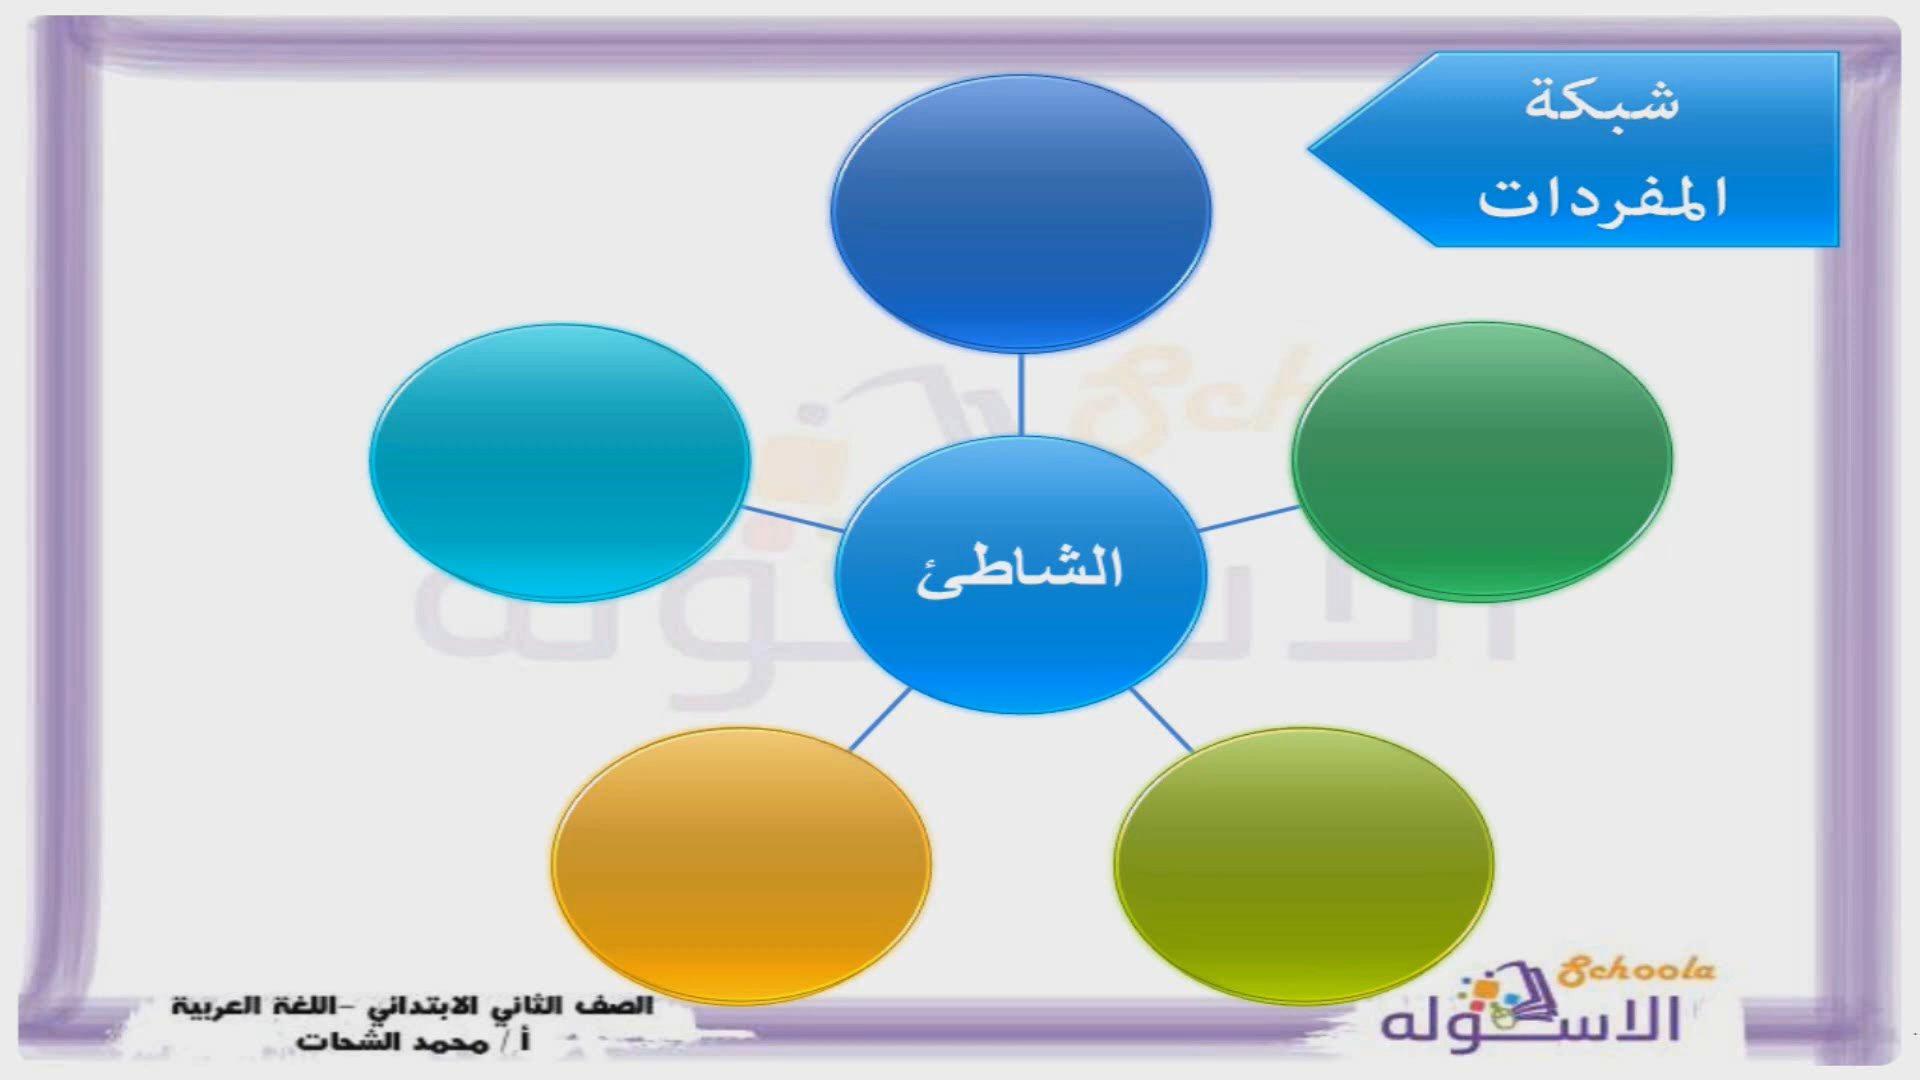 شبكة
المفردات
الشاطئ
الصف الثاني الابتدائي -اللغة العربية
أ / محمد الشحات
Schoola
الاسكوله